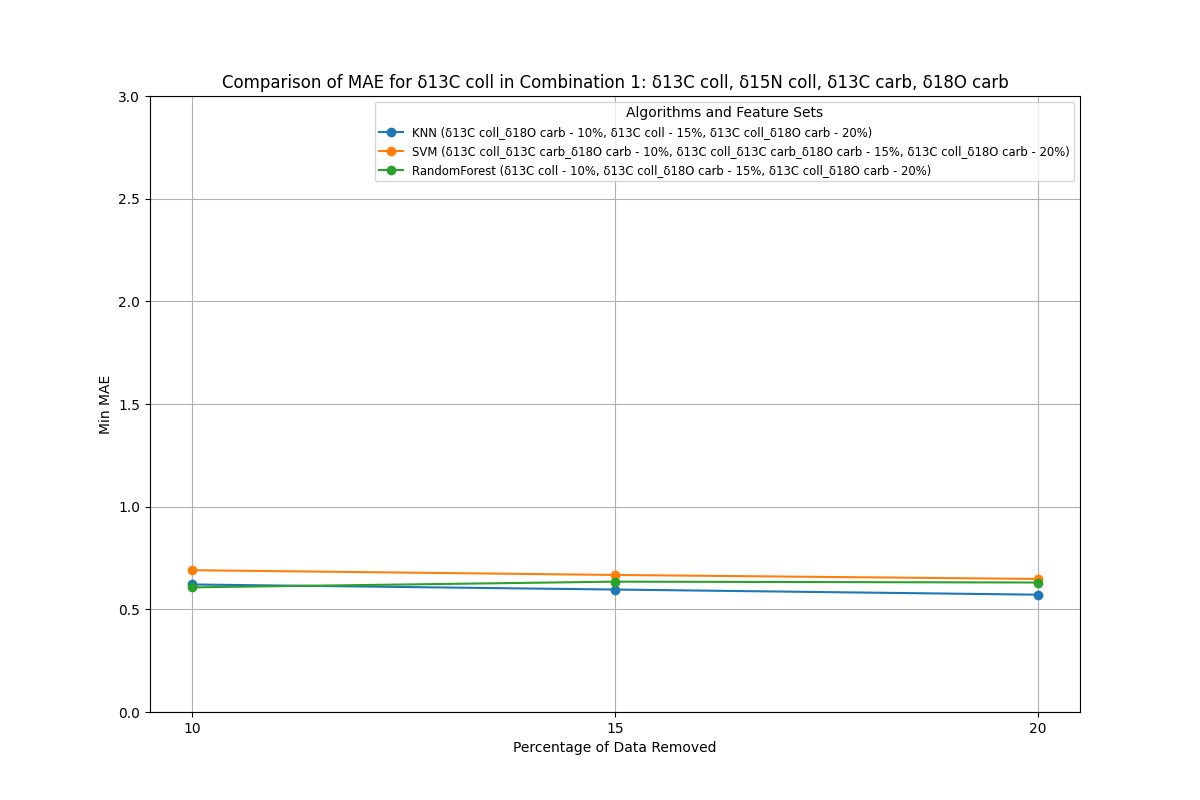 Comparison of MAE for δ13C coll in Combination 1: δ13C coll, δ15N coll, δ13C carb, δ18O carb
Algorithms and Feature Sets
KNN (δ13C coll_δ18O carb - 10%, δ13C coll - 15%, δ13C coll_δ18O carb - 20%)
SVM (δ13C coll_δ13C carb_δ18O carb - 10%, δ13C coll_δ13C carb_δ18O carb - 15%, δ13C coll_δ18O carb - 20%)
RandomForest (δ13C coll - 10%, δ13C coll_δ18O carb - 15%, δ13C coll_δ18O carb - 20%)
3.0
2.5
2.0
1.5
1.0
0.5
0.0
Min MAE
10 15 20
Percentage of Data Removed